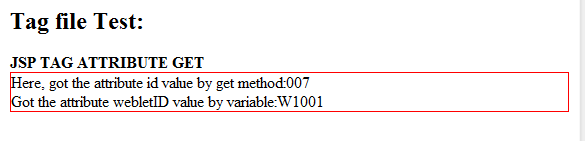 Tag file Test:
JSP TAG ATTRIBUTE GET
Here, got the attribute id value by get method:007
Got the attribute webletID value by variable:W1001